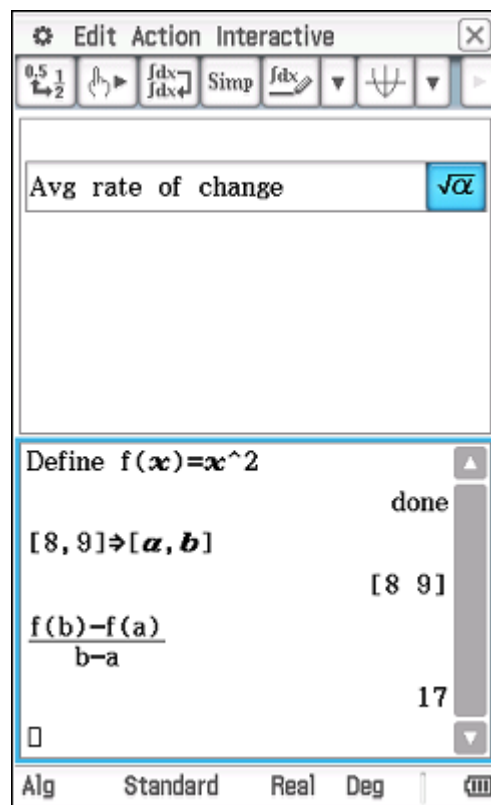 Edit Action Interactive
0.5 1 2 ∫dx ∫dx Simp ∫dx
Avg rate of change √α
Define f(x)=x^2
done
[8,9]⇒[a,b]
[8 9]
f(b)-f(a)
b-a
17
Alg Standard Real Deg